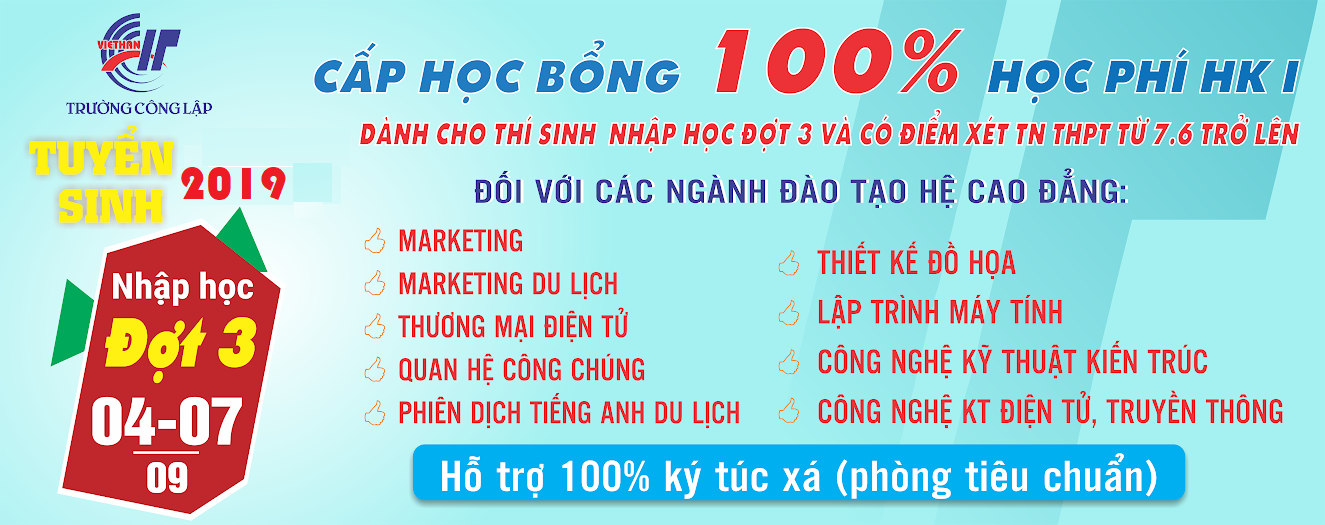 VIETHAN IT
TRƯỜNG CÔNG LẬP
TUYỂN
SINH
2019
Nhập học
Đợt 3
04-07
09
CẤP HỌC BỔNG 100% HỌC PHÍ HK I
DÀNH CHO THÍ SINH NHẬP HỌC ĐỢT 3 VÀ CÓ ĐIỂM XÉT TN THPT TỪ 7.6 TRỞ LÊN
ĐỐI VỚI CÁC NGÀNH ĐÀO TẠO HỆ CAO ĐẲNG:
MARKETING
MARKETING DU LỊCH
THƯƠNG MẠI ĐIỆN TỬ
QUAN HỆ CÔNG CHÚNG
PHIÊN DỊCH TIẾNG ANH DU LỊCH
THIẾT KẾ ĐỒ HỌA
LẬP TRÌNH MÁY TÍNH
CÔNG NGHỆ KỸ THUẬT KIẾN TRÚC
CÔNG NGHỆ KT ĐIỆN TỬ, TRUYỀN THÔNG
Hỗ trợ 100% ký túc xá (phòng tiêu chuẩn)